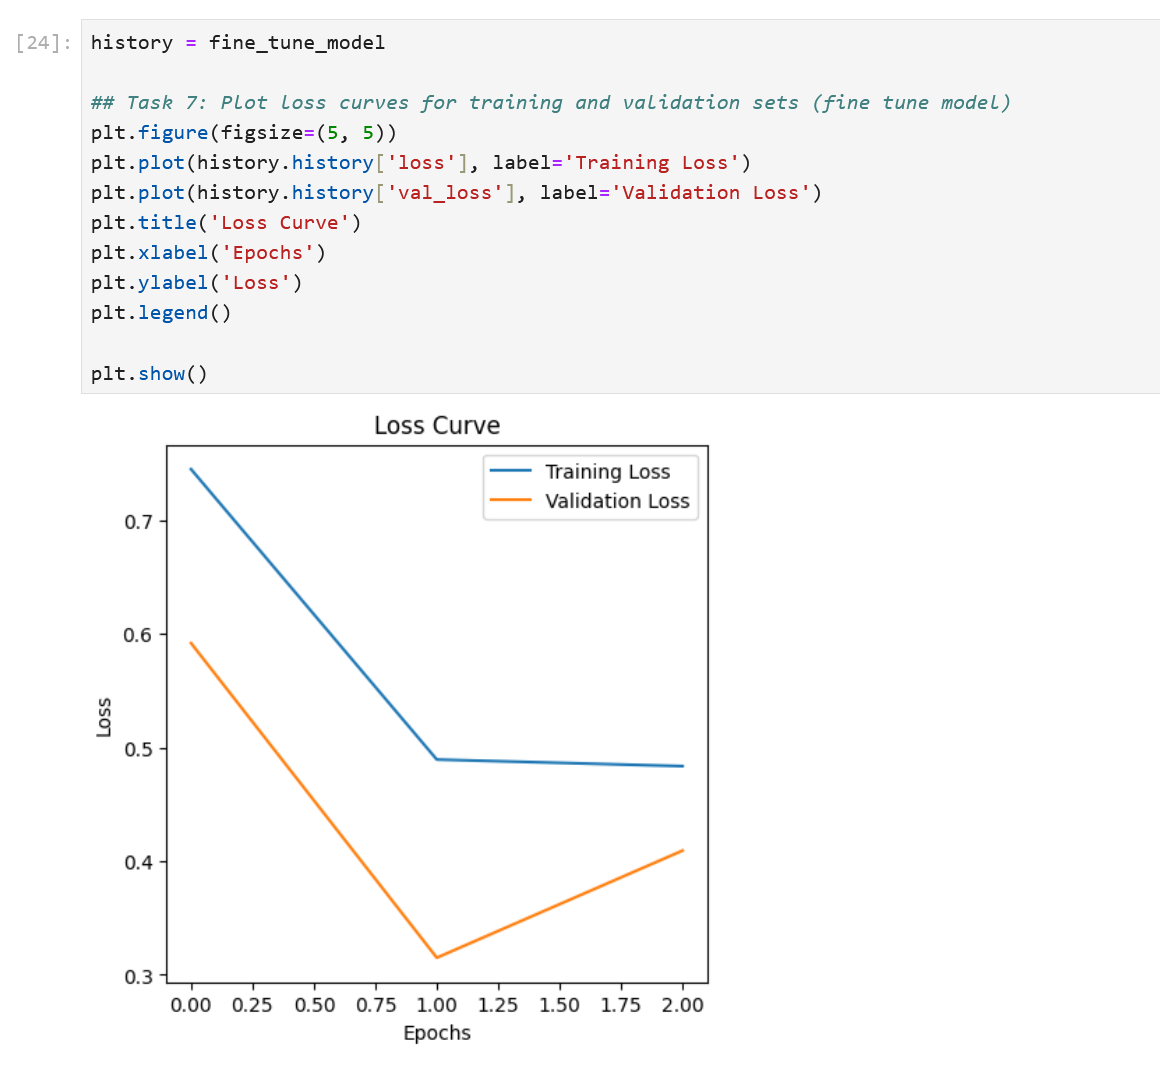 [24]:
history = fine_tune_model
## Task 7: Plot loss curves for training and validation sets (fine tune model)
plt.figure(figsize=(5, 5))
plt.plot(history.history['loss'], label='Training Loss')
plt.plot(history.history['val_loss'], label='Validation Loss')
plt.title('Loss Curve')
plt.xlabel('Epochs')
plt.ylabel('Loss')
plt.legend()
plt.show()
Loss Curve
Training Loss
Validation Loss
0.7
0.6
0.5
0.4
0.3
Loss
0.00 0.25 0.50 0.75 1.00 1.25 1.50 1.75 2.00
Epochs